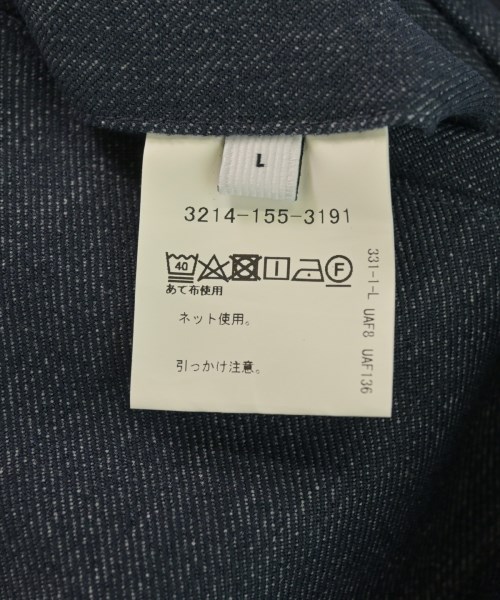 L
3214-155-3191
40 F
あて布使用
ネット使用。
引っかけ注意。
331-1-L UAF8 UAF136